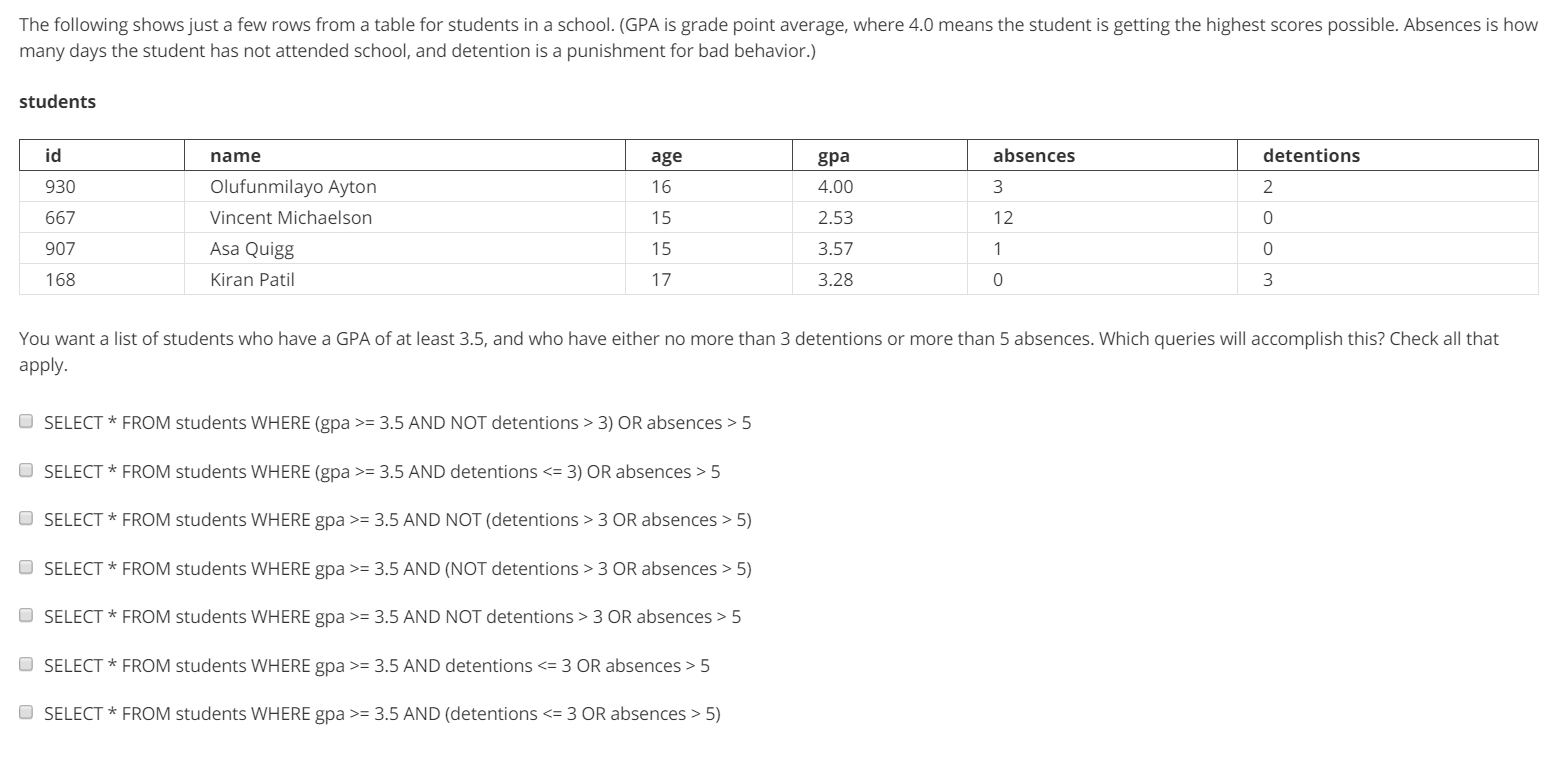 The following shows just a few rows from a table for students in a school. (GPA is grade point average, where 4.0 means the student is getting the highest scores possible. Absences is how
many days the student has not attended school, and detention is a punishment for bad behavior.)
students
id name age gpa absences detentions
930 Olufunmilayo Ayton 16 4.00 3 2
667 Vincent Michaelson 15 2.53 12 0
907 Asa Quigg 15 3.57 1 0
168 Kiran Patil 17 3.28 0 3
You want a list of students who have a GPA of at least 3.5, and who have either no more than 3 detentions or more than 5 absences. Which queries will accomplish this? Check all that
apply.
SELECT * FROM students WHERE (gpa >= 3.5 AND NOT detentions > 3) OR absences > 5
SELECT * FROM students WHERE (gpa >= 3.5 AND detentions <= 3) OR absences > 5
SELECT * FROM students WHERE gpa >= 3.5 AND NOT (detentions > 3 OR absences > 5)
SELECT * FROM students WHERE gpa >= 3.5 AND (NOT detentions > 3 OR absences > 5)
SELECT * FROM students WHERE gpa >= 3.5 AND NOT detentions > 3 OR absences > 5
SELECT * FROM students WHERE gpa >= 3.5 AND detentions <= 3 OR absences > 5
SELECT * FROM students WHERE gpa >= 3.5 AND (detentions <= 3 OR absences > 5)